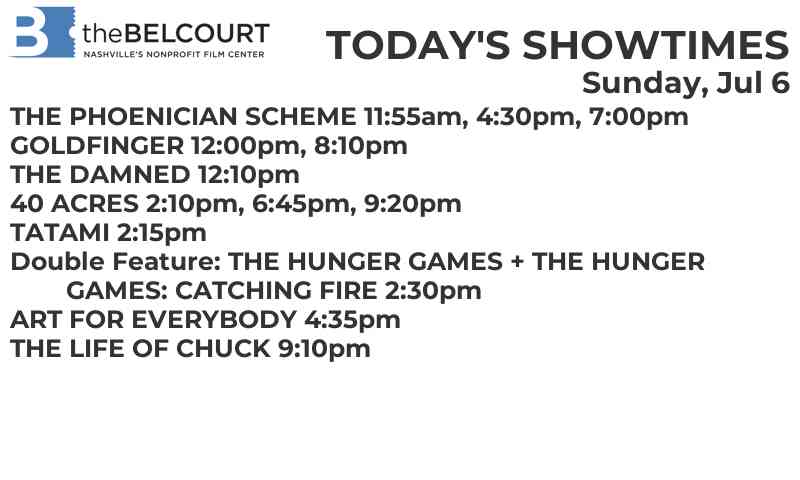 B theBELCOURT
NASHVILLE'S NONPROFIT FILM CENTER
TODAY'S SHOWTIMES
Sunday, Jul 6
THE PHOENICIAN SCHEME 11:55am, 4:30pm, 7:00pm
GOLDFINGER 12:00pm, 8:10pm
THE DAMNED 12:10pm
40 ACRES 2:10pm, 6:45pm, 9:20pm
TATAMI 2:15pm
Double Feature: THE HUNGER GAMES + THE HUNGER
GAMES: CATCHING FIRE 2:30pm
ART FOR EVERYBODY 4:35pm
THE LIFE OF CHUCK 9:10pm